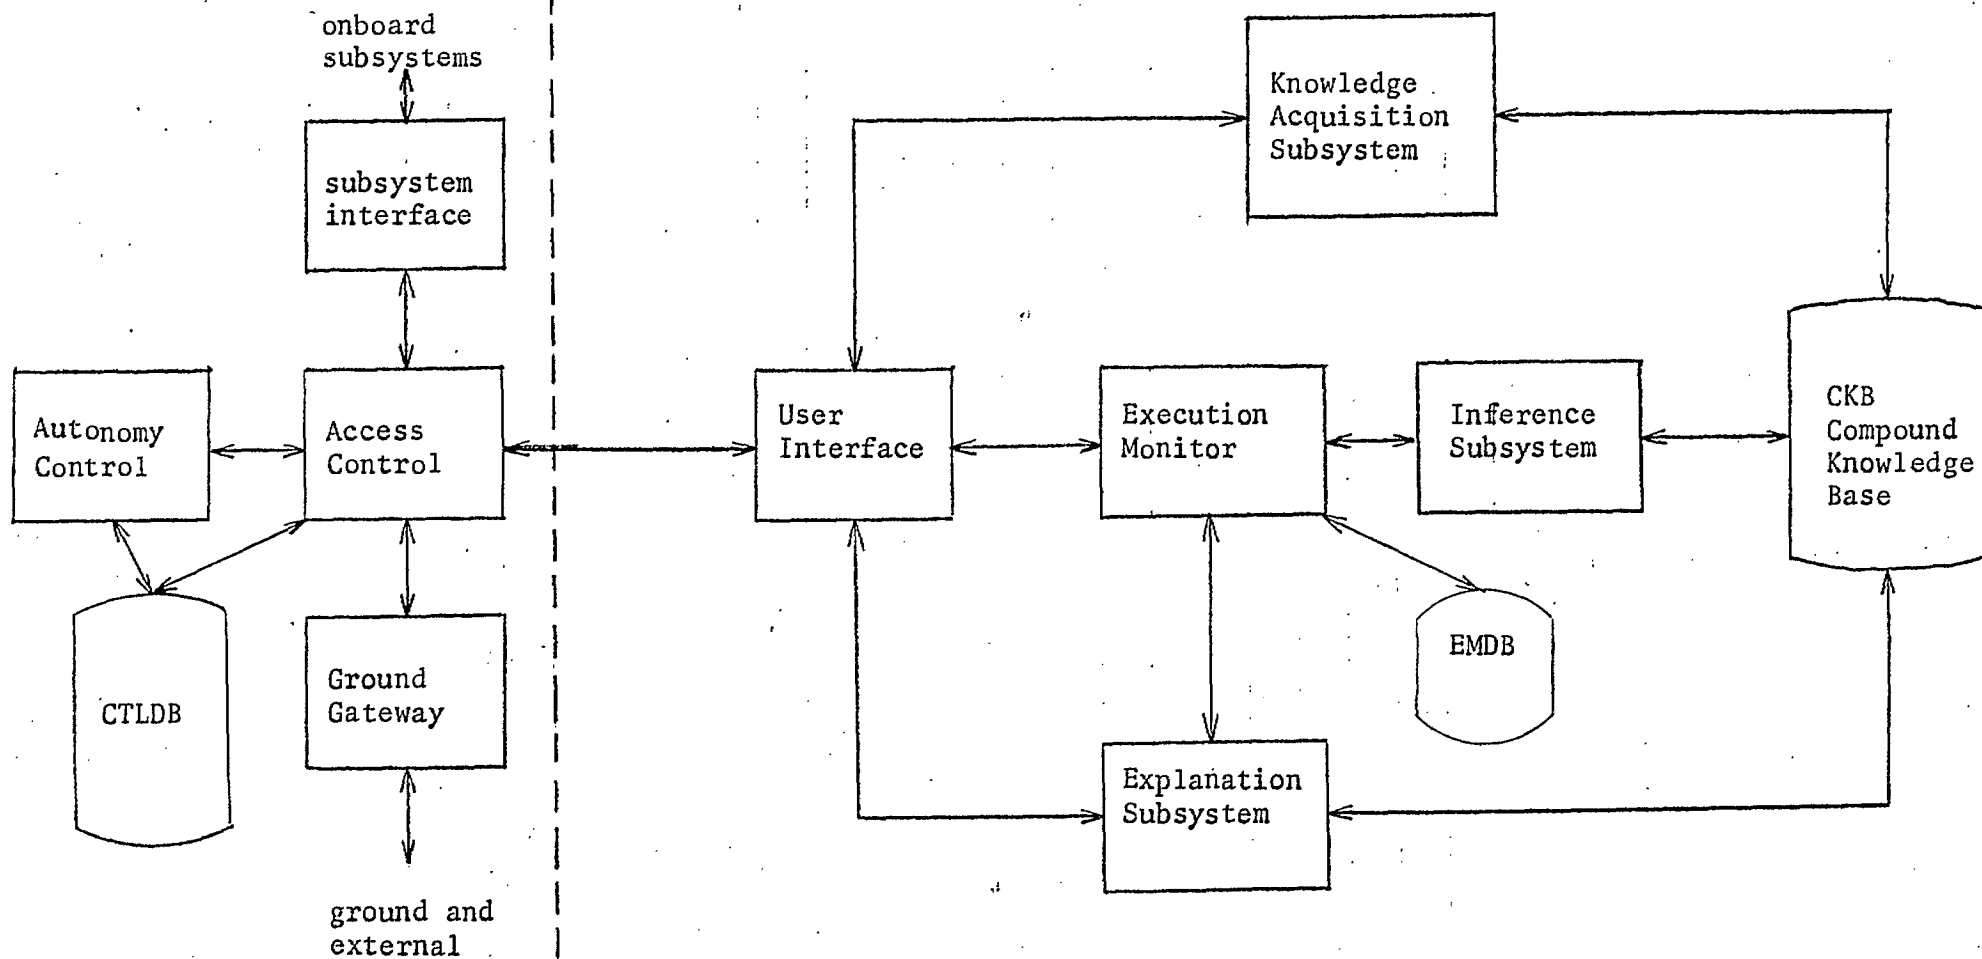 onboard
subsystems
subsystem
interface
Autonomy
Control
Access
Control
CTLDB
Ground
Gateway
ground and
external
Knowledge
Acquisition
Subsystem
User
Interface
Execution
Monitor
Inference
Subsystem
CKB
Compound
Knowledge
Base
EMDB
Explanation
Subsystem